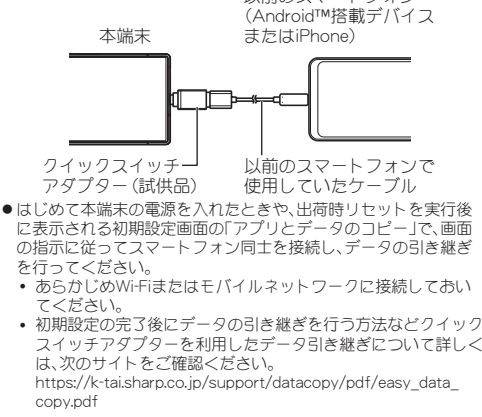 (Android™搭載デバイス
本端末
またはiPhone)
クイックスイッチ
アダプター(試供品)
以前のスマートフォンで
使用していたケーブル
●はじめて本端末の電源を入れたときや、出荷時リセットを実行後
に表示される初期設定画面の「アプリとデータのコピー」で、画面
の指示に従ってスマートフォン同士を接続し、データの引き継ぎ
を行ってください。
• あらかじめWi-Fiまたはモバイルネットワークに接続しておい
てください。
• 初期設定の完了後にデータの引き継ぎを行う方法などクイック
スイッチアダプターを利用したデータ引き継ぎについて詳しく
は、次のサイトをご確認ください。
https://k-tai.sharp.co.jp/support/datacopy/pdf/easy_data_
copy.pdf